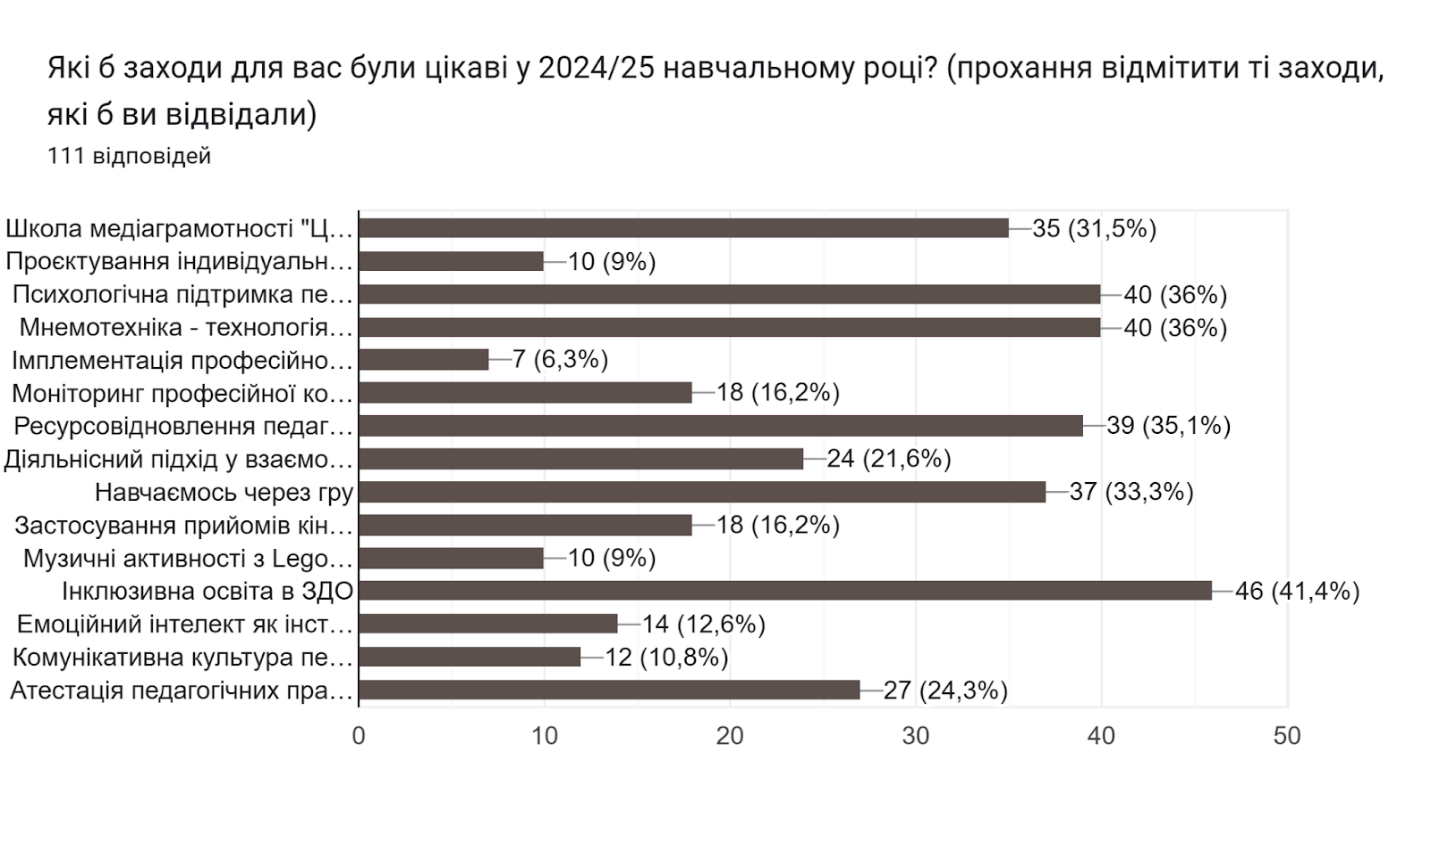 Які б заходи для вас були цікаві у 2024/25 навчальному році? (прохання відмітити ті заходи,
які б ви відвідали)
111 відповідей
Школа медіаграмотності "Ц… 35 (31,5%)
Проєктування індивідуальн… 10 (9%)
Психологічна підтримка пе… 40 (36%)
Мнемотехніка - технологія… 40 (36%)
Імплементація професійно… 7 (6,3%)
Моніторинг професійної ко… 18 (16,2%)
Ресурсовідновлення педаг… 39 (35,1%)
Діяльнісний підхід у взаємо… 24 (21,6%)
Навчаємось через гру 37 (33,3%)
Застосування прийомів кін… 18 (16,2%)
Музичні активності з Lego… 10 (9%)
Інклюзивна освіта в ЗДО 46 (41,4%)
Емоційний інтелект як інст… 14 (12,6%)
Комунікативна культура пе… 12 (10,8%)
Атестація педагогічних пра… 27 (24,3%)
0 10 20 30 40 50